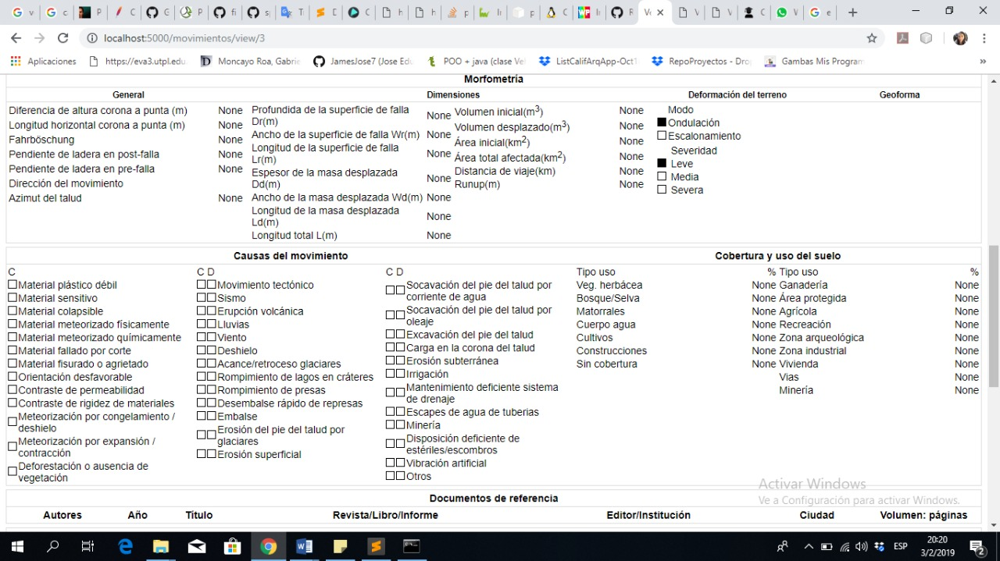 localhost:5000/movimientos/view/3
Aplicaciones
https://eva3.utpl.edu
Moncayo Roa, Gabrie
JamesJose7 (Jose Edu
POO + java (clase Ve
ListCalifArqApp-Oct1
RepoProyectos - Dro
Gambas Mis Program
»
Morfometría
General Dimensiones Deformación del terreno Geoforma
Diferencia de altura corona a punta (m) None
Longitud horizontal corona a punta (m) None
Fahrböschung None
Pendiente de ladera en post-falla None
Pendiente de ladera en pre-falla None
Dirección del movimiento
Azimut del talud None
Profundida de la superficie de falla
Dr(m) None
Ancho de la superficie de falla Wr(m) None
Longitud de la superficie de falla
Lr(m) None
Espesor de la masa desplazada
Dd(m) None
Ancho de la masa desplazada Wd(m) None
Longitud de la masa desplazada
Ld(m) None
Longitud total L(m) None
Volumen inicial(m³) None
Volumen desplazado(m³) None
Área inicial(km²) None
Área total afectada(km²) None
Distancia de viaje(km) None
Runup(m) None
Modo
Ondulación
Escalonamiento
Severidad
Leve
Media
Severa
Causas del movimiento
C
Material plástico débil
Material sensitivo
Material colapsible
Material meteorizado físicamente
Material meteorizado químicamente
Material fallado por corte
Material fisurado o agrietado
Orientación desfavorable
Contraste de permeabilidad
Contraste de rigidez de materiales
Meteorización por congelamiento /
deshielo
Meteorización por expansión /
contracción
Deforestación o ausencia de
vegetación
C D
Movimiento tectónico
Sismo
Erupción volcánica
Lluvias
Viento
Deshielo
Acance/retroceso glaciares
Rompimiento de lagos en cráteres
Rompimiento de presas
Desembalse rápido de represas
Embalse
Erosión del pie del talud por
glaciares
Erosión superficial
C D
Socavación del pie del talud por
corriente de agua
Socavación del pie del talud por
oleaje
Excavación del pie del talud
Carga en la corona del talud
Erosión subterránea
Irrigación
Mantenimiento deficiente sistema
de drenaje
Escapes de agua de tuberias
Minería
Disposición deficiente de
estériles/escombros
Vibración artificial
Otros
Cobertura y uso del suelo
Tipo uso % Tipo uso %
Veg. herbácea None Ganadería None
Bosque/Selva None Área protegida None
Matorrales None Agrícola None
Cuerpo agua None Recreación None
Cultivos None Zona arqueológica None
Construcciones None Zona industrial None
Sin cobertura None Vivienda None
Vias None
Minería None
Documentos de referencia
Autores Año Título Revista/Libro/Informe Editor/Institución Ciudad Volumen: páginas
Activar Windows
Ve a Configuración para activar Windows.
ESP
20:20
3/2/2019
2